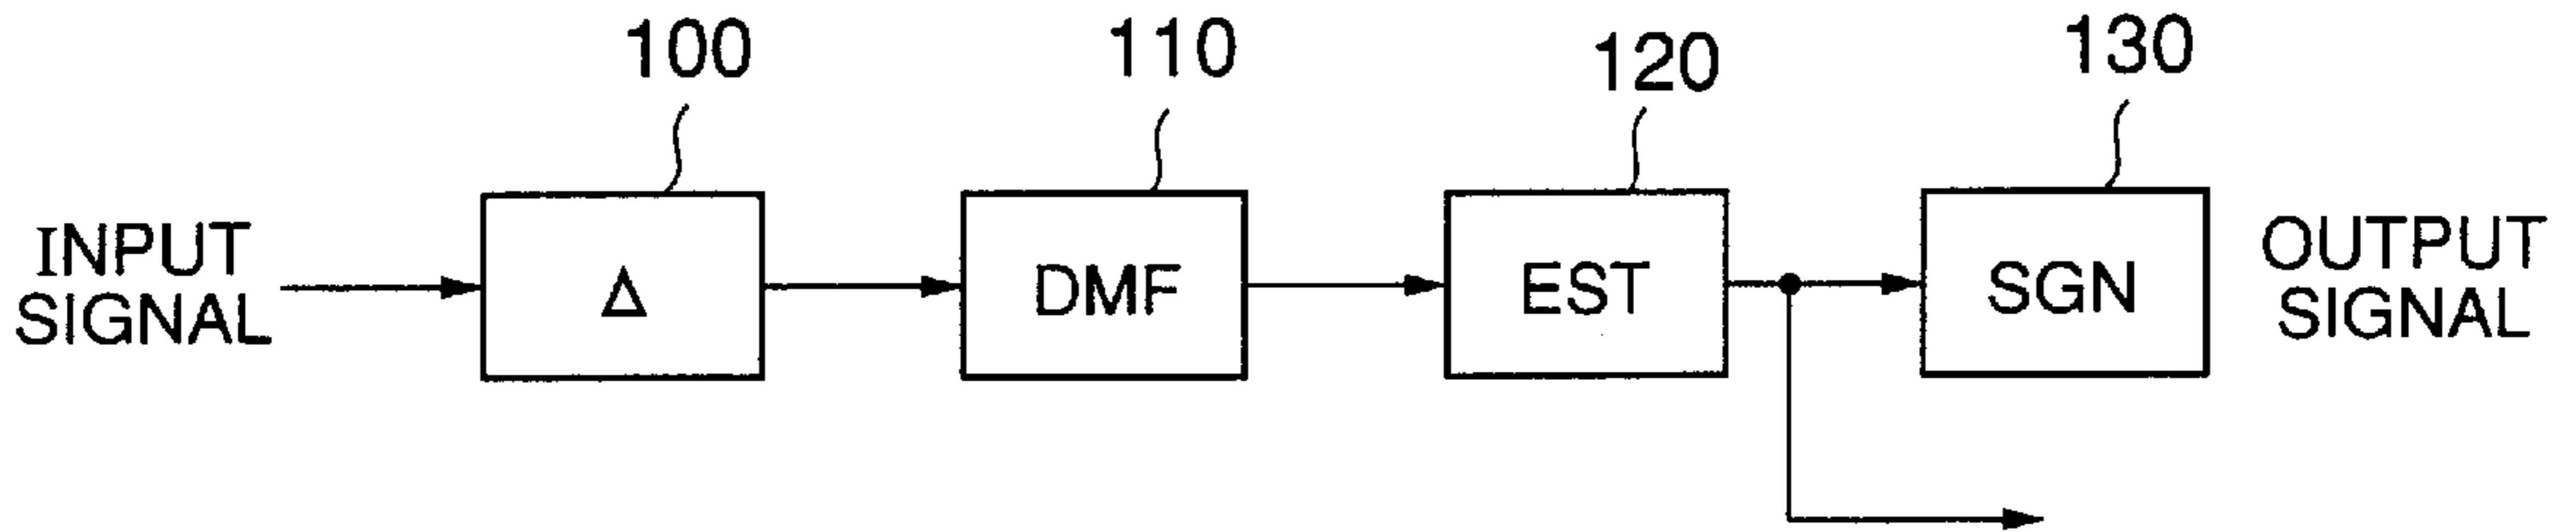 100
110
120
130
INPUT
SIGNAL
Δ
DMF
EST
SGN
OUTPUT
SIGNAL